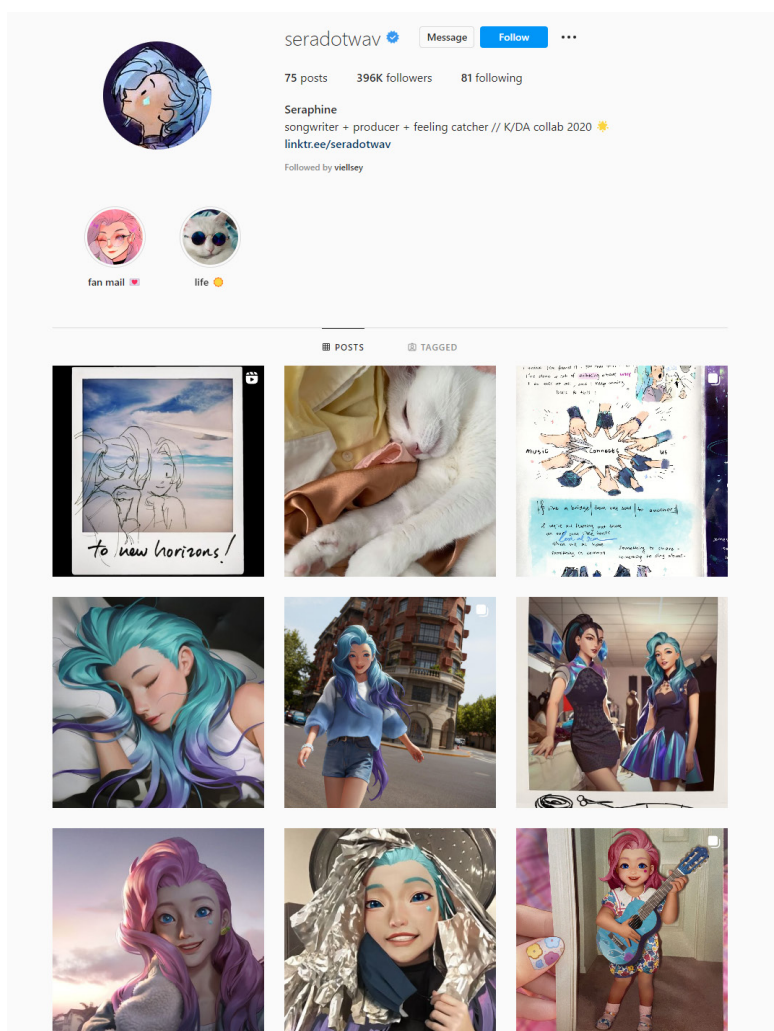 seradotwav
Message
Follow
75 posts
396K followers
81 following
Seraphine
songwriter + producer + feeling catcher // K/DA collab 2020 🌟
linktr.ee/seradotwav
Followed by viellsey
fan mail 💌
life 🌞
POSTS
TAGGED
to new horizons!
MUSIC
CONNECTS
US